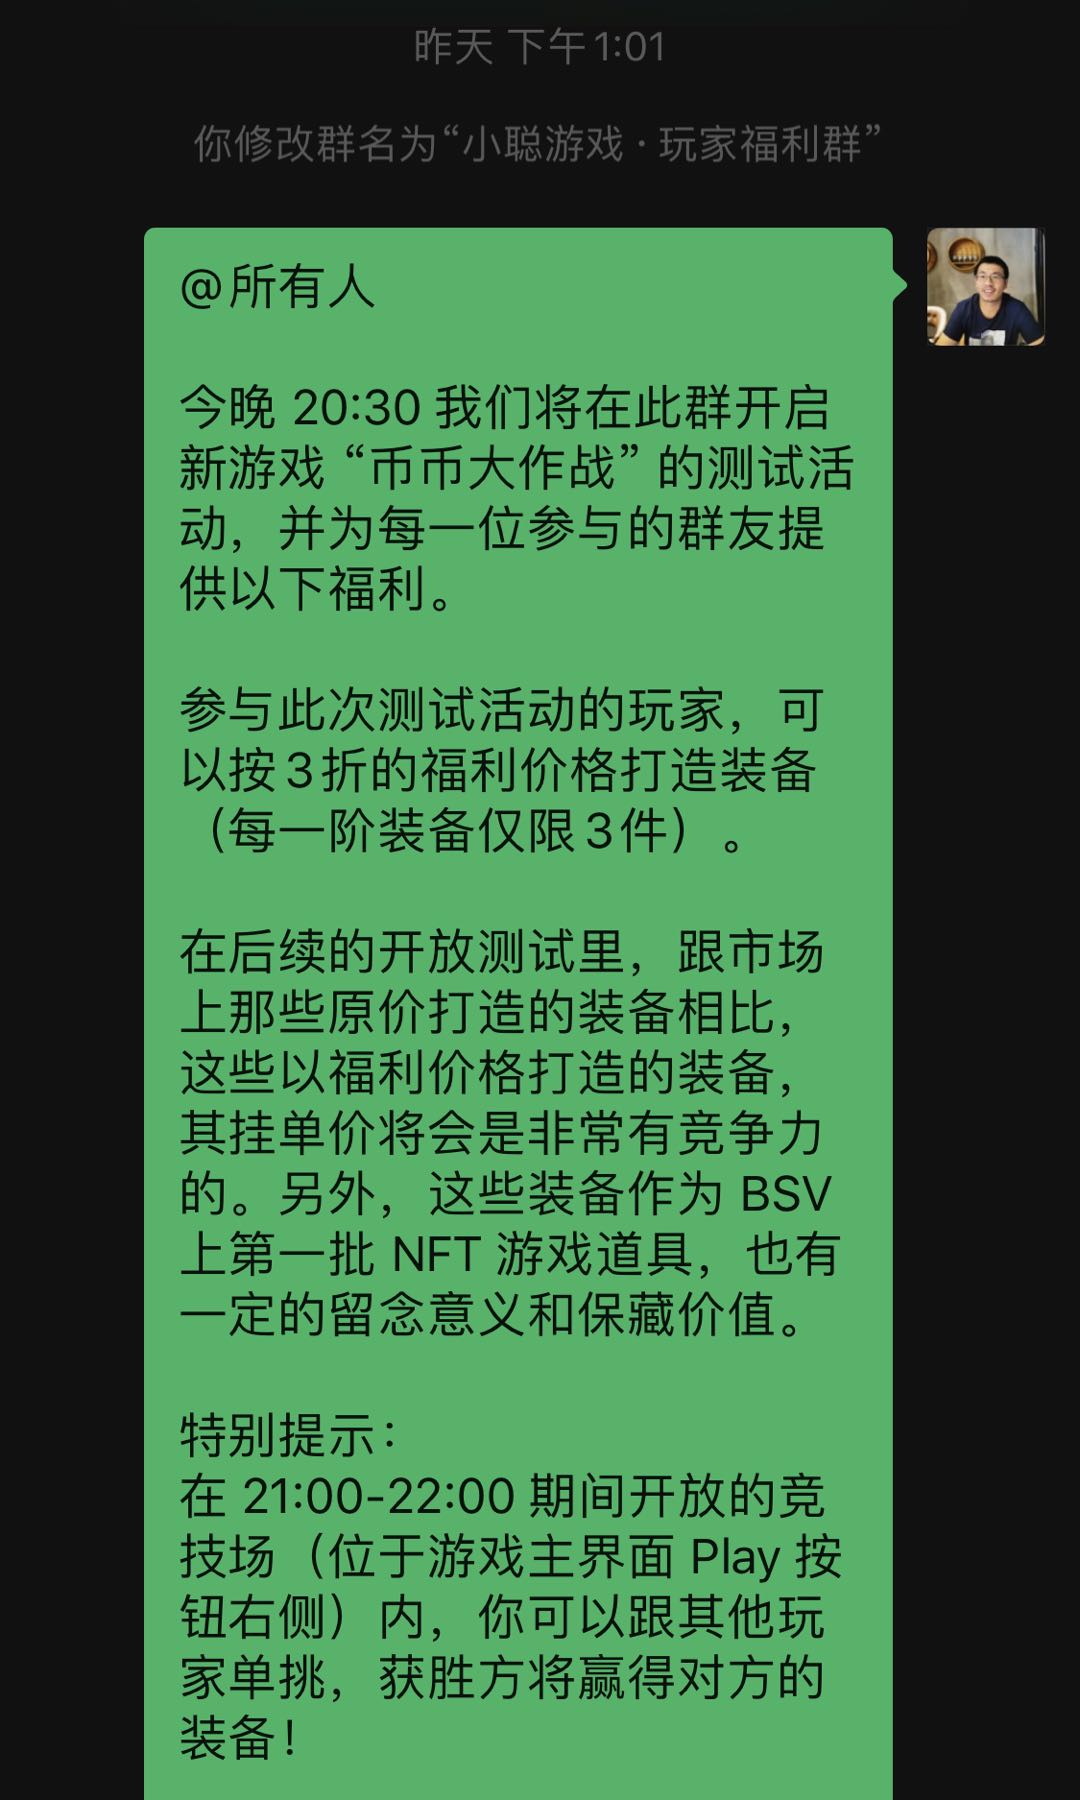 昨天 下午1:01
你修改群名为“小聪游戏 · 玩家福利群”
@所有人
今晚 20:30 我们将在此群开启
新游戏 “币币大作战” 的测试活
动，并为每一位参与的群友提
供以下福利。
参与此次测试活动的玩家，可
以按3折的福利价格打造装备
（每一阶装备仅限3件）。
在后续的开放测试里，跟市场
上那些原价打造的装备相比，
这些以福利价格打造的装备，
其挂单价将会是非常有竞争力
的。另外，这些装备作为 BSV
上第一批 NFT 游戏道具，也有
一定的留念意义和保藏价值。
特别提示：
在 21:00-22:00 期间开放的竞
技场（位于游戏主界面 Play 按
钮右侧）内，你可以跟其他玩
家单挑，获胜方将赢得对方的
装备！